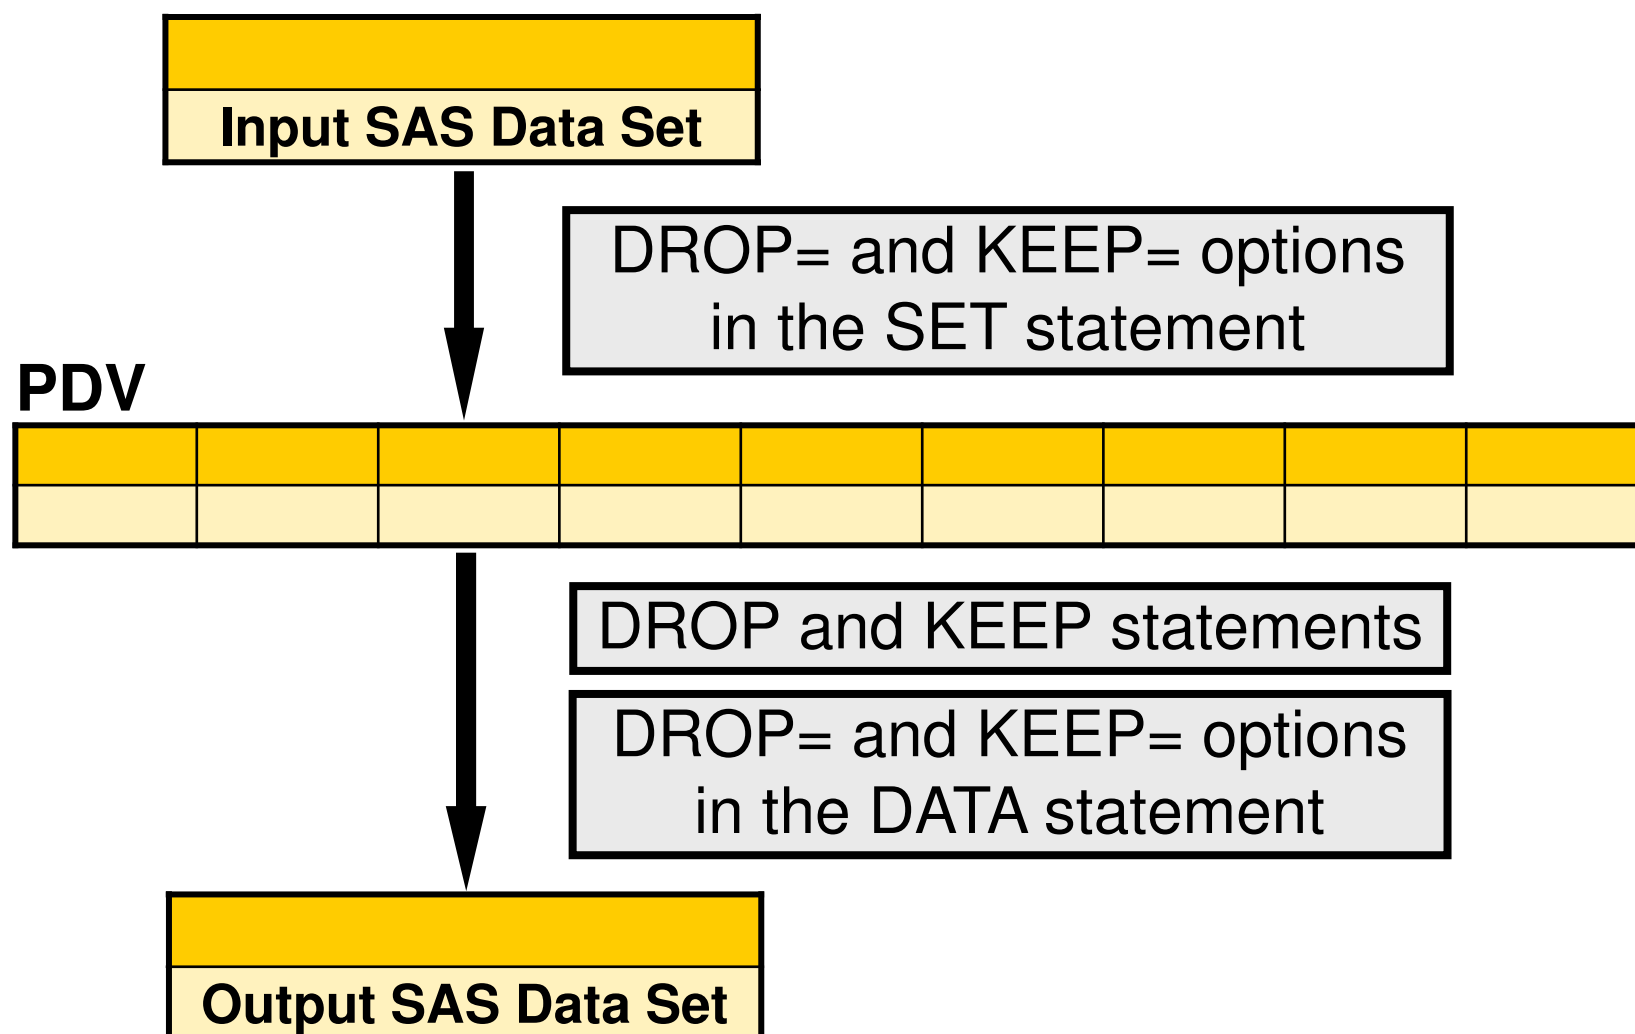 Input SAS Data Set
DROP= and KEEP= options
in the SET statement
PDV
DROP and KEEP statements
DROP= and KEEP= options
in the DATA statement
Output SAS Data Set